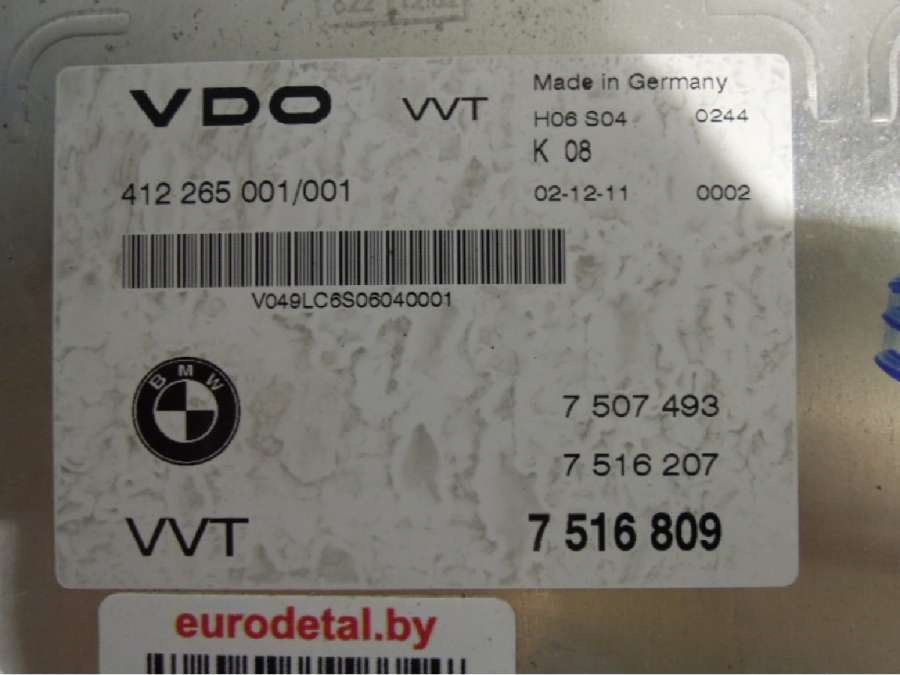 VDO VVT
Made in Germany
H06 S04 0244
K 08
412 265 001/001
02-12-11 0002
V049LC6S06040001
BMW
7 507 493
7 516 207
VVT 7 516 809
eurodetal.by